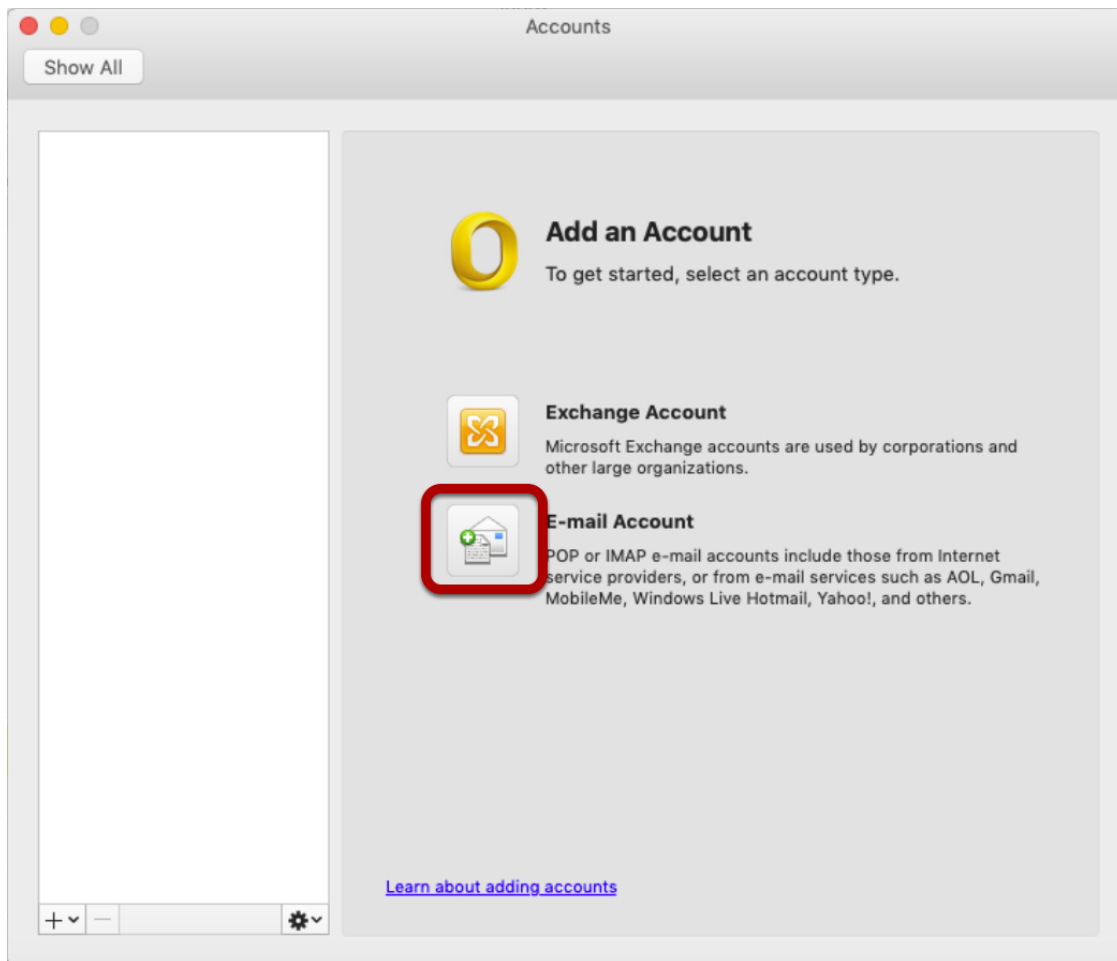 Accounts
Show All
Add an Account
To get started, select an account type.
Exchange Account
Microsoft Exchange accounts are used by corporations and
other large organizations.
E-mail Account
POP or IMAP e-mail accounts include those from Internet
service providers, or from e-mail services such as AOL, Gmail,
MobileMe, Windows Live Hotmail, Yahoo!, and others.
Learn about adding accounts